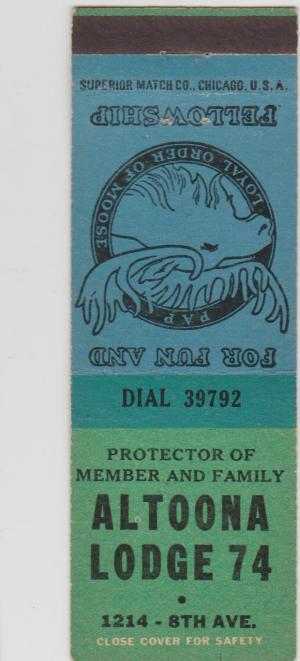 SUPERIOR MATCH CO., CHICAGO, U.S.A.
FOR FUN AND
P A P
LOYAL ORDER OF MOOSE
FELLOWSHIP
DIAL 39792
PROTECTOR OF
MEMBER AND FAMILY
ALTOONA
LODGE 74
•
1214 - 8TH AVE.
CLOSE COVER FOR SAFETY